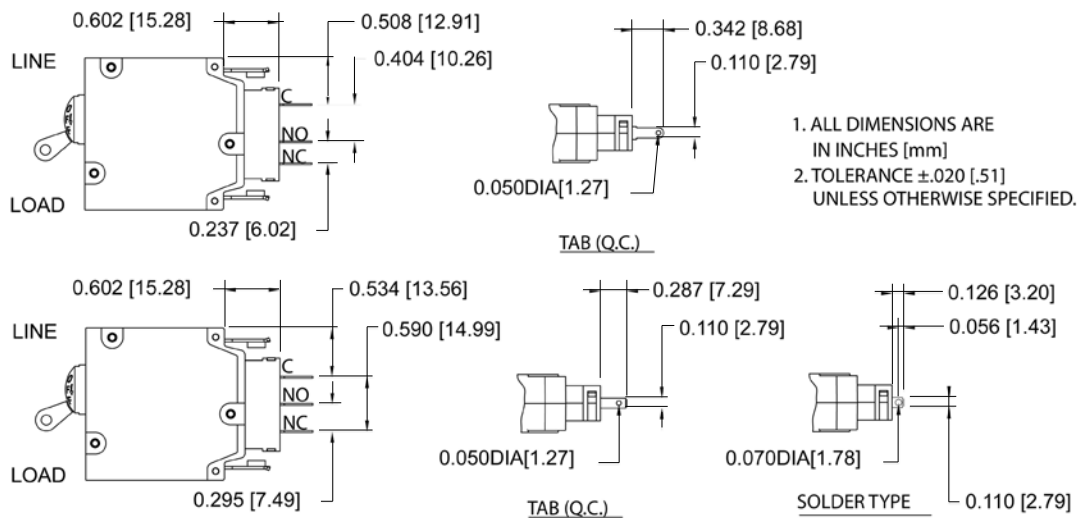 0.602 [15.28]
0.508 [12.91]
0.404 [10.26]
LINE
C
NO
NC
LOAD
0.237 [6.02]
0.342 [8.68]
0.110 [2.79]
0.050DIA[1.27]
TAB (Q.C.)
1. ALL DIMENSIONS ARE
IN INCHES [mm]
2. TOLERANCE ±.020 [.51]
UNLESS OTHERWISE SPECIFIED.
0.602 [15.28]
0.534 [13.56]
0.590 [14.99]
LINE
C
NO
NC
LOAD
0.295 [7.49]
0.287 [7.29]
0.110 [2.79]
0.050DIA[1.27]
TAB (Q.C.)
0.126 [3.20]
0.056 [1.43]
0.070DIA[1.78]
0.110 [2.79]
SOLDER TYPE